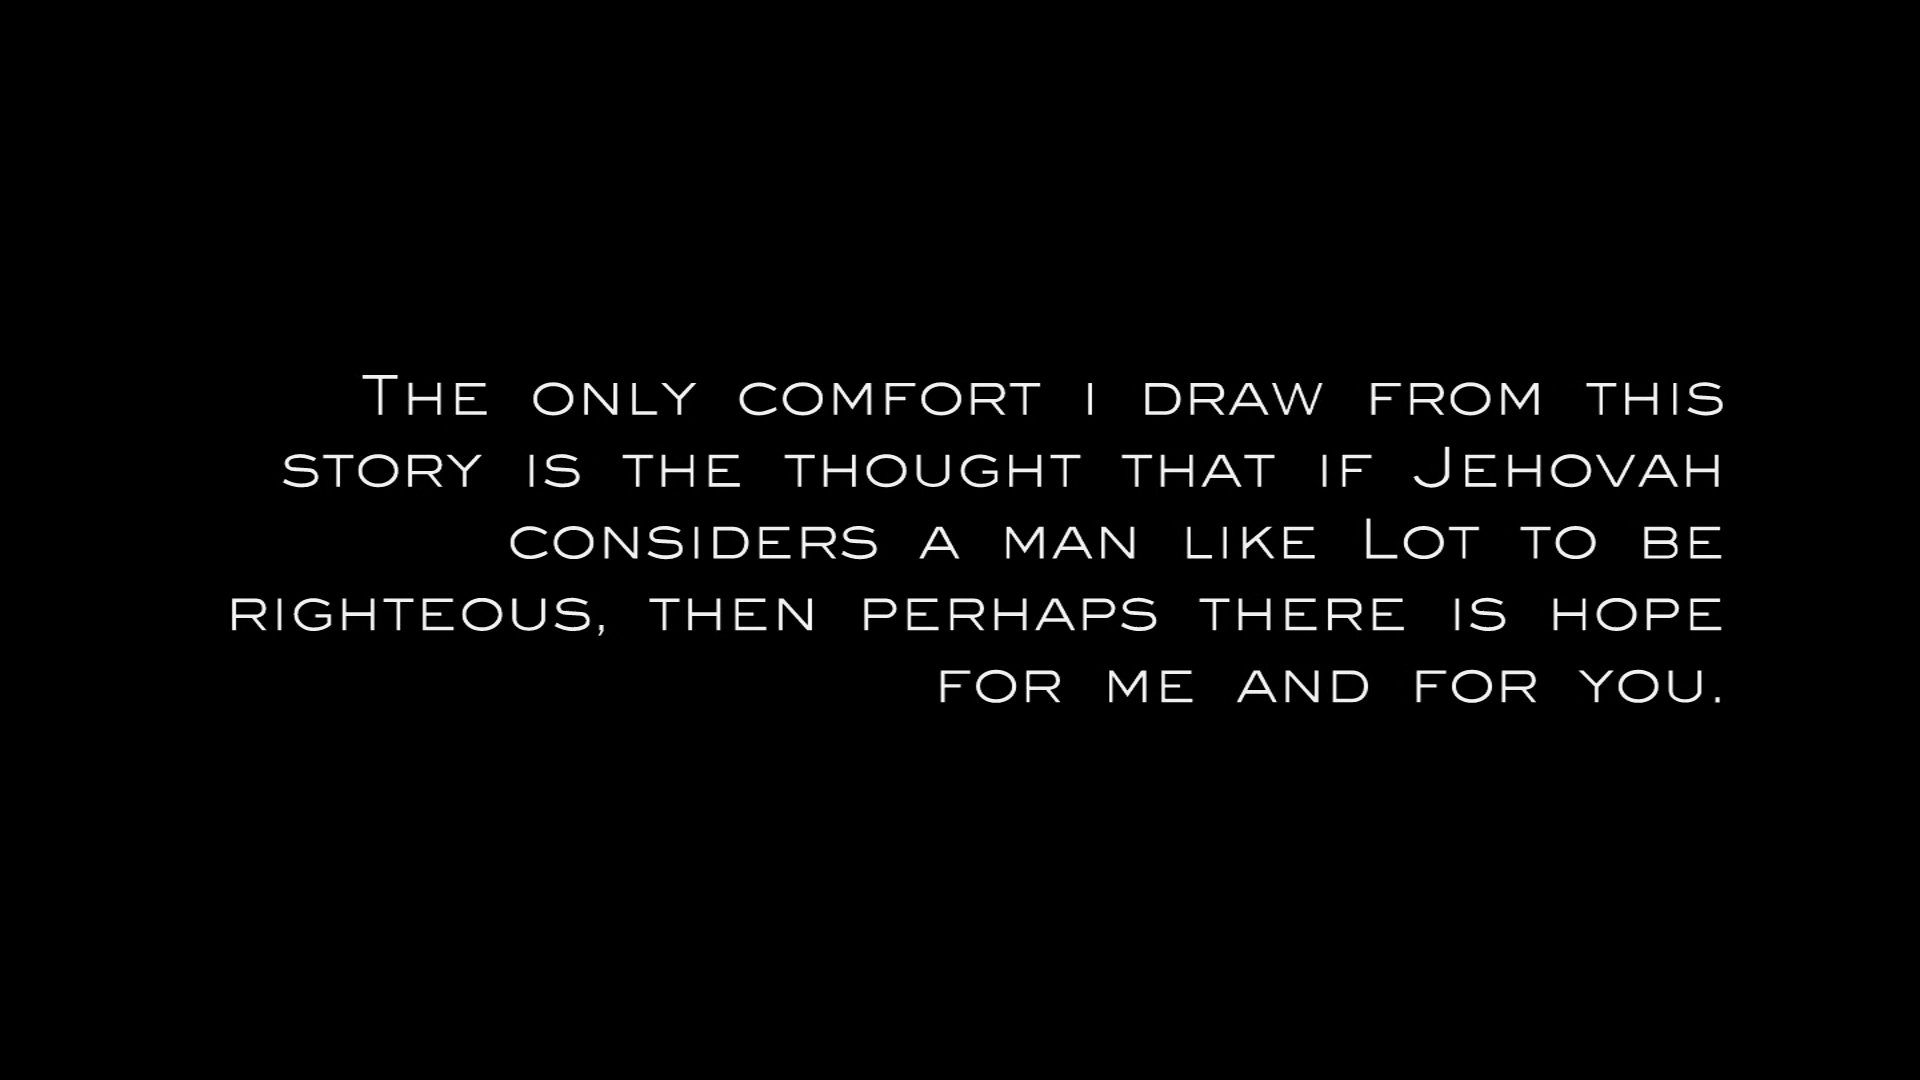 The only comfort I draw from this
story is the thought that if Jehovah
considers a man like Lot to be
righteous, then perhaps there is hope
for me and for you.